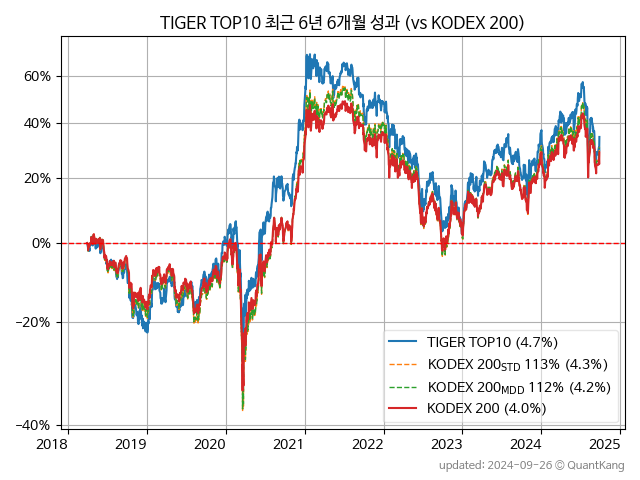 TIGER TOP10 최근 6년 6개월 성과 (vs KODEX 200)
60%
40%
20%
0%
−20%
−40%
TIGER TOP10 (4.7%)
KODEX 200STD 113% (4.3%)
KODEX 200MDD 112% (4.2%)
KODEX 200 (4.0%)
2018 2019 2020 2021 2022 2023 2024 2025
updated: 2024-09-26 © QuantKang